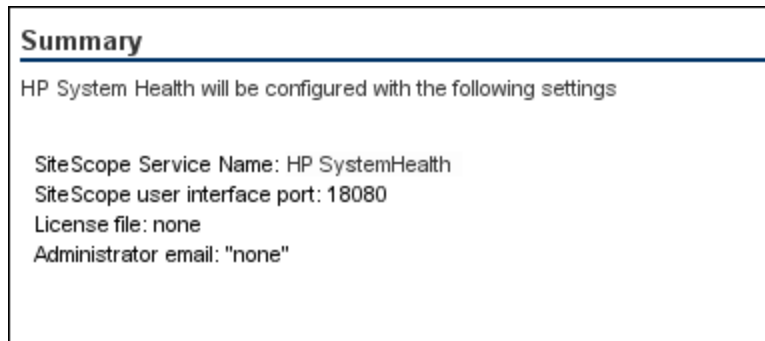 Summary
HP System Health will be configured with the following settings
SiteScope Service Name: HP SystemHealth
SiteScope user interface port: 18080
License file: none
Administrator email: "none"